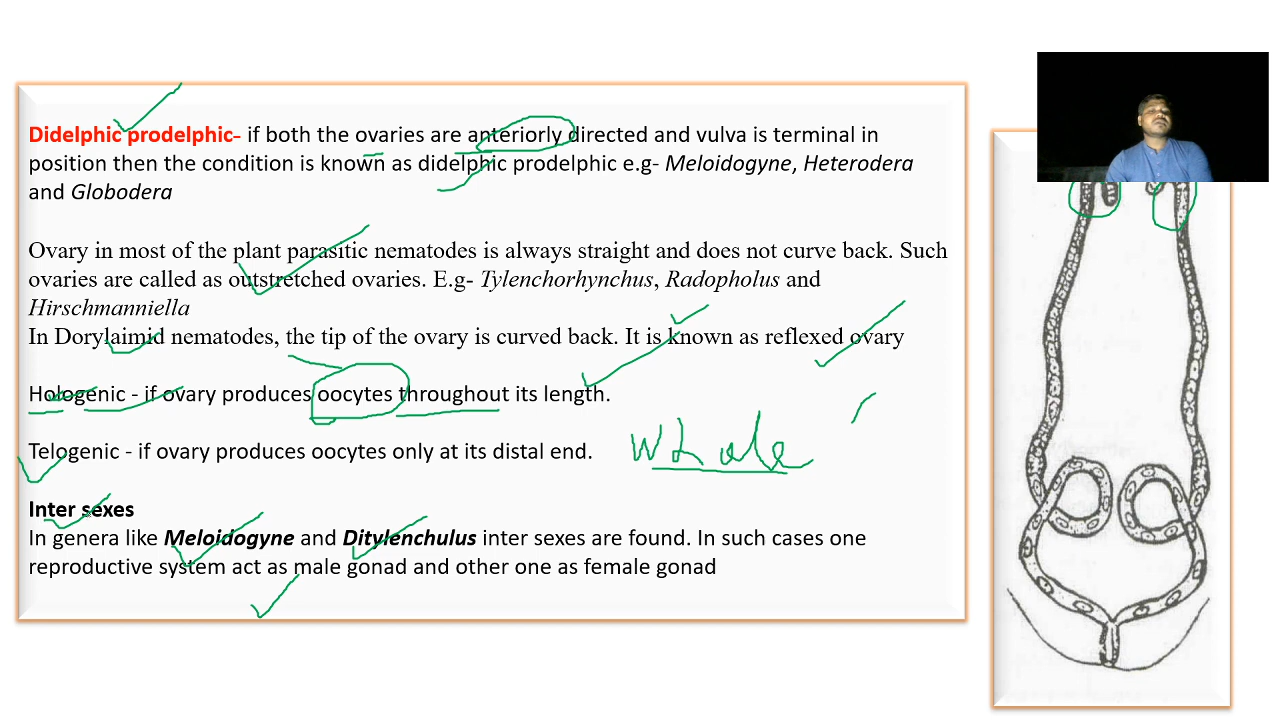 Didelphic prodelphic- if both the ovaries are anteriorly directed and vulva is terminal in
position then the condition is known as didelphic prodelphic e.g- Meloidogyne, Heterodera
and Globodera
Ovary in most of the plant parasitic nematodes is always straight and does not curve back. Such
ovaries are called as outstretched ovaries. E.g- Tylenchorhynchus, Radopholus and
Hirschmanniella
In Dorylaimid nematodes, the tip of the ovary is curved back. It is known as reflexed ovary
Hologenic - if ovary produces oocytes throughout its length.
Telogenic - if ovary produces oocytes only at its distal end.
Whole
Inter sexes
In genera like Meloidogyne and Ditylenchulus inter sexes are found. In such cases one
reproductive system act as male gonad and other one as female gonad